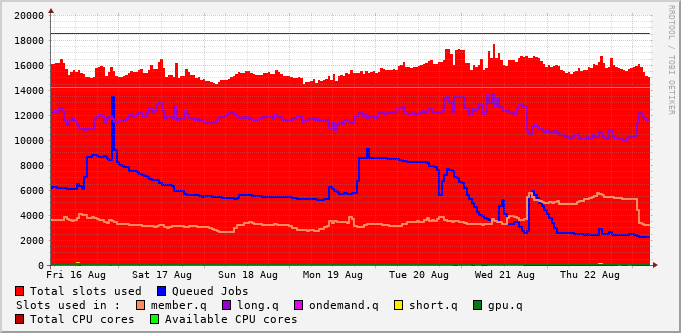 20000
18000
16000
14000
12000
10000
8000
6000
4000
2000
0
Fri 16 Aug Sat 17 Aug Sun 18 Aug Mon 19 Aug Tue 20 Aug Wed 21 Aug Thu 22 Aug
Total slots used Queued Jobs
Slots used in : member.q long.q ondemand.q short.q gpu.q
Total CPU cores Available CPU cores
RRDTOOL / TOBI OETIKER